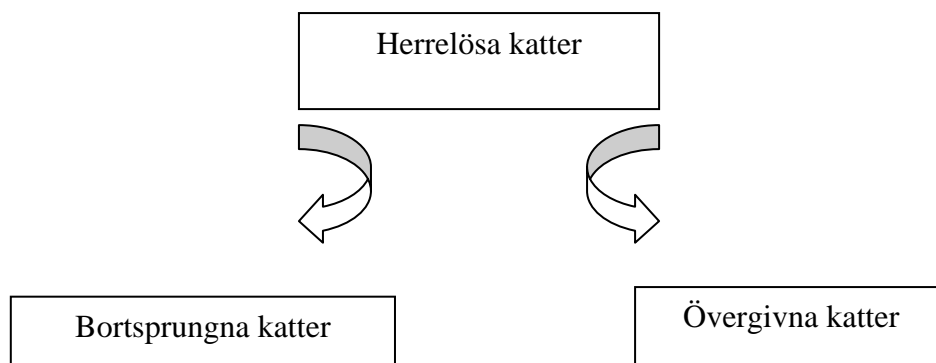 Herrelösa katter
Bortsprungna katter
Övergivna katter